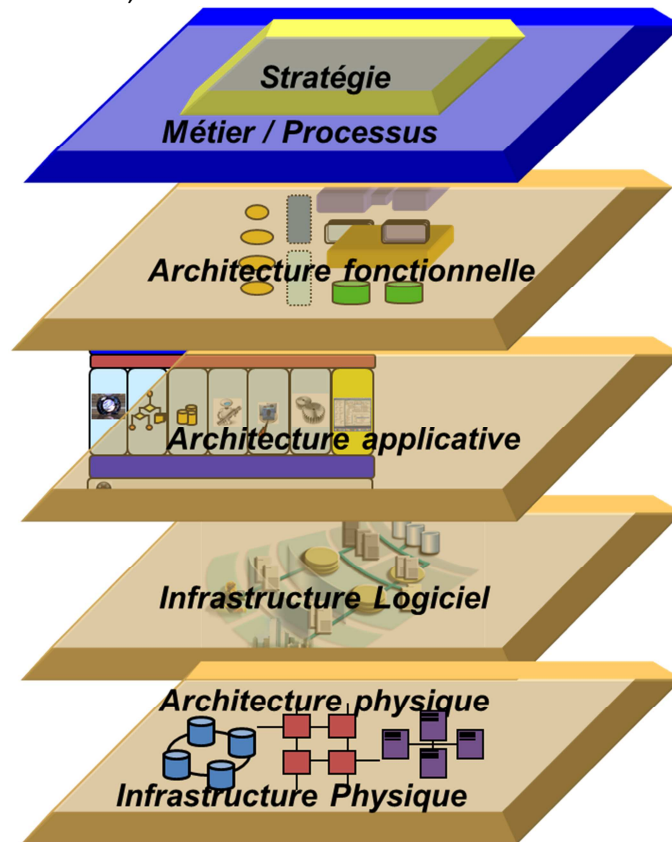 Stratégie
Métier / Processus
Architecture fonctionnelle
Architecture applicative
Infrastructure Logiciel
Architecture physique
Infrastructure Physique